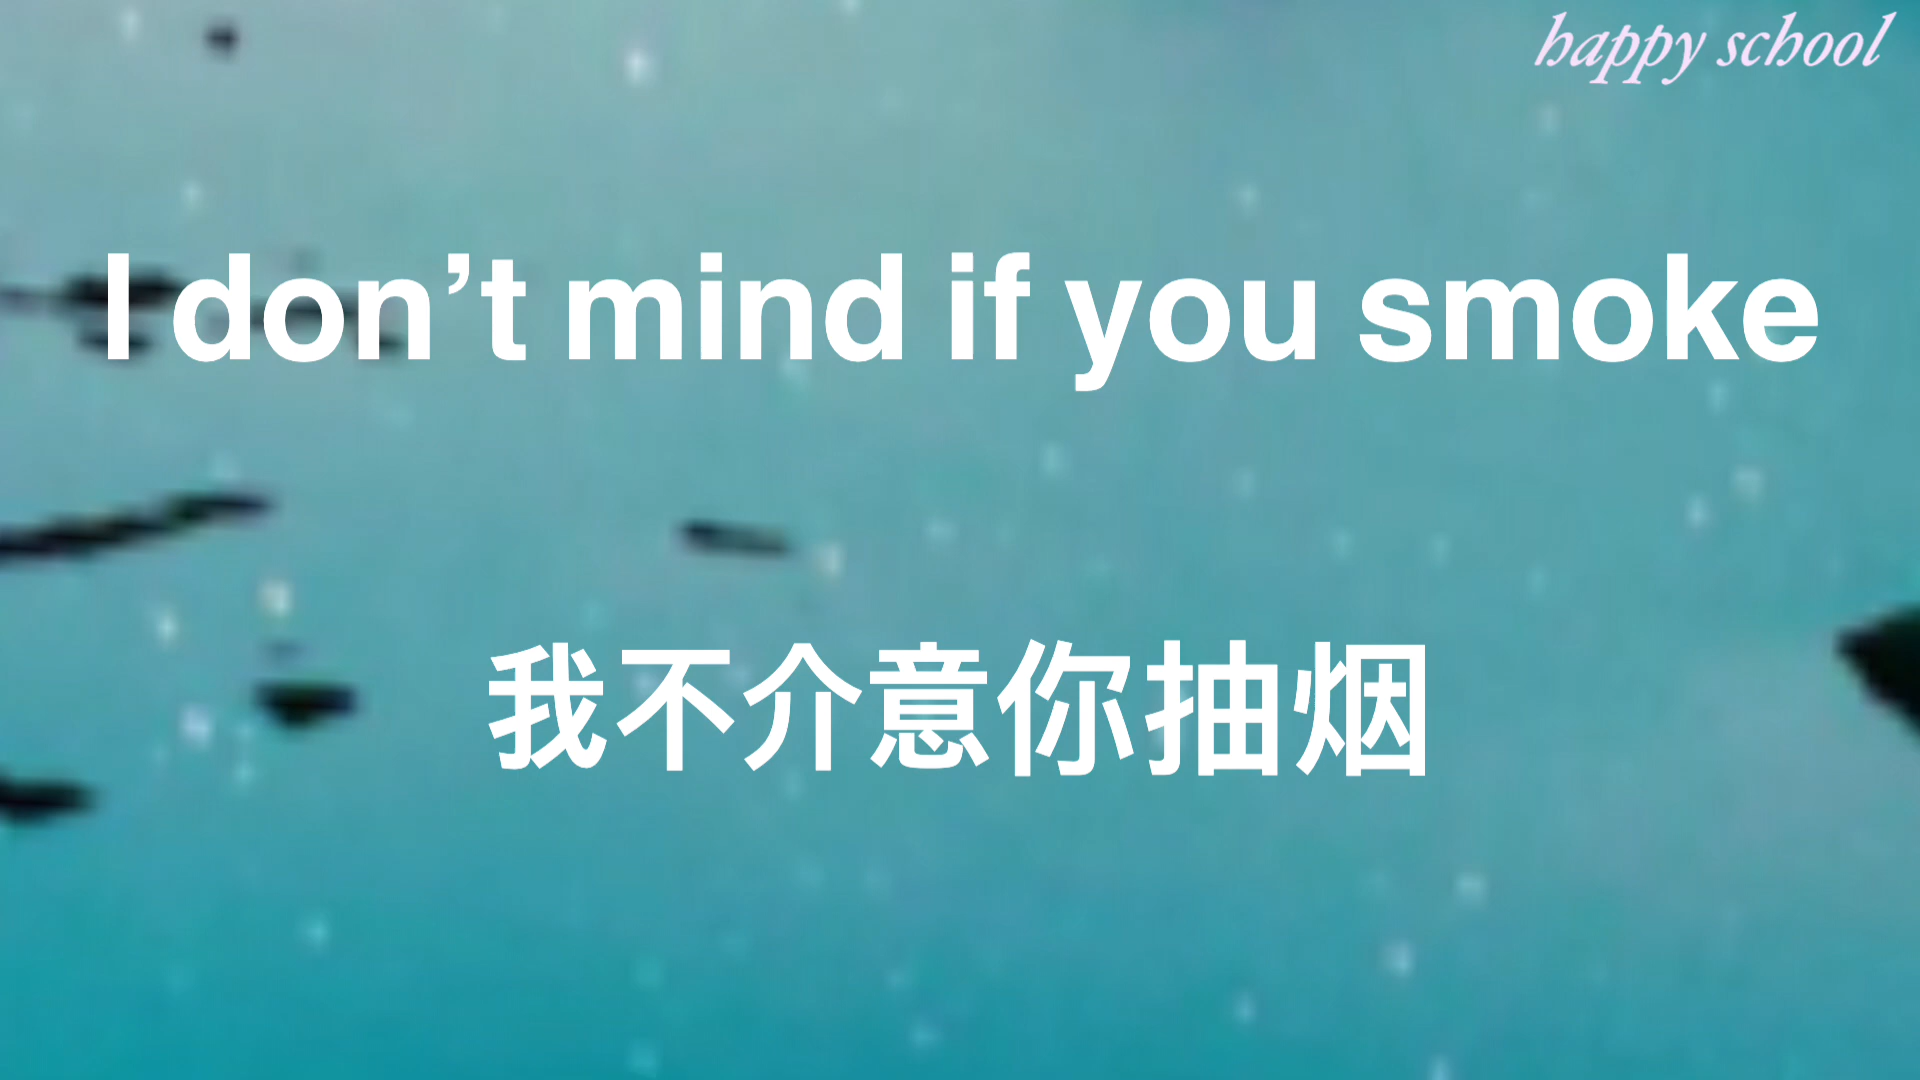 happy school
I don’t mind if you smoke
我不介意你抽烟